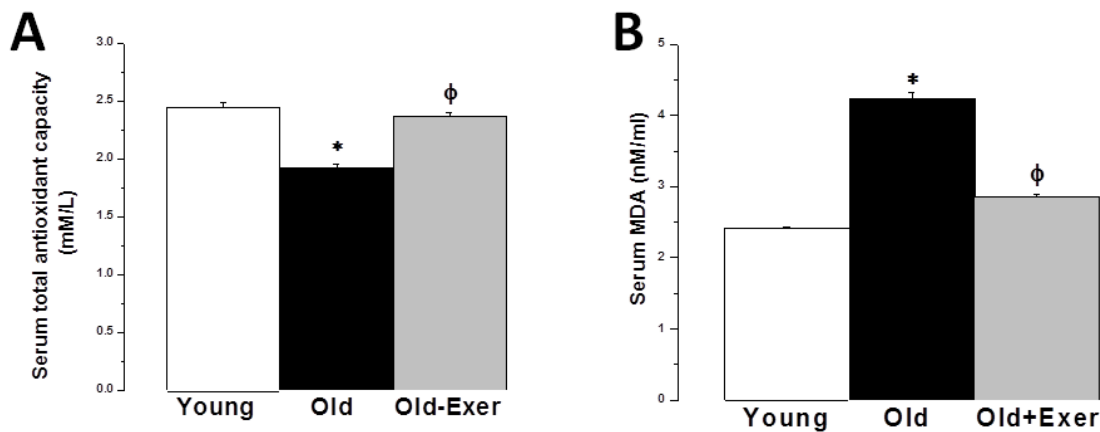 A
Serum total antioxidant capacity
(mM/L)
3.0
2.5
2.0
1.5
1.0
0.5
0.0
*
ϕ
Young Old Old-Exer
B
Serum MDA (nM/ml)
5
4
3
2
1
0
*
ϕ
Young Old Old+Exer